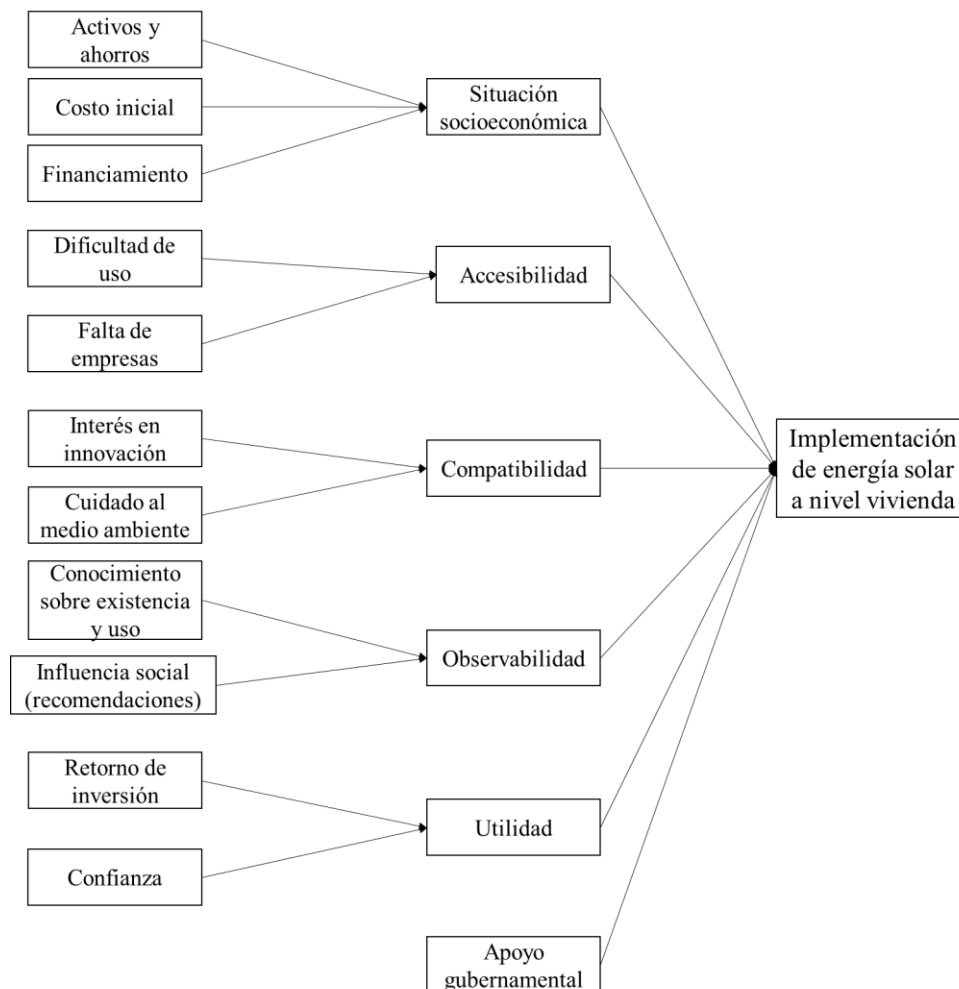 Activos y
ahorros
Costo inicial
Financiamiento
Situación
socioeconómica
Dificultad de
uso
Falta de
empresas
Accesibilidad
Interés en
innovación
Cuidado al
medio ambiente
Compatibilidad
Conocimiento
sobre existencia
y uso
Influencia social
(recomendaciones)
Observabilidad
Retorno de
inversión
Confianza
Utilidad
Apoyo
gubernamental
Implementación
de energía solar
a nivel vivienda